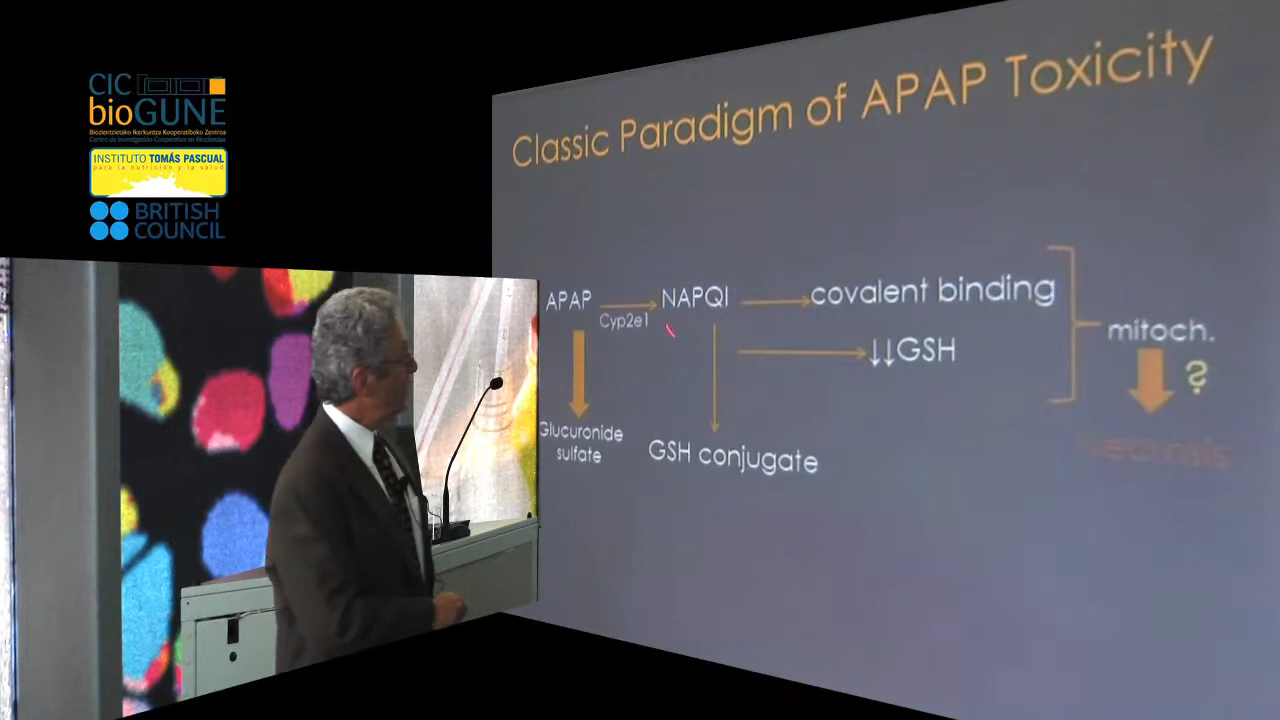 CIC
bioGUNE
Biozientzietako Ikerkuntza Kooperatiboko Zentroa
Centro de Investigación Cooperativa en Biociencias
INSTITUTO TOMÁS PASCUAL
para la nutrición y la salud
BRITISH
COUNCIL
Classic Paradigm of APAP Toxicity
APAP
Cyp2e1
NAPQI
covalent binding
↓↓GSH
mitoch.
?
Glucuronide
sulfate
GSH conjugate
Necrosis